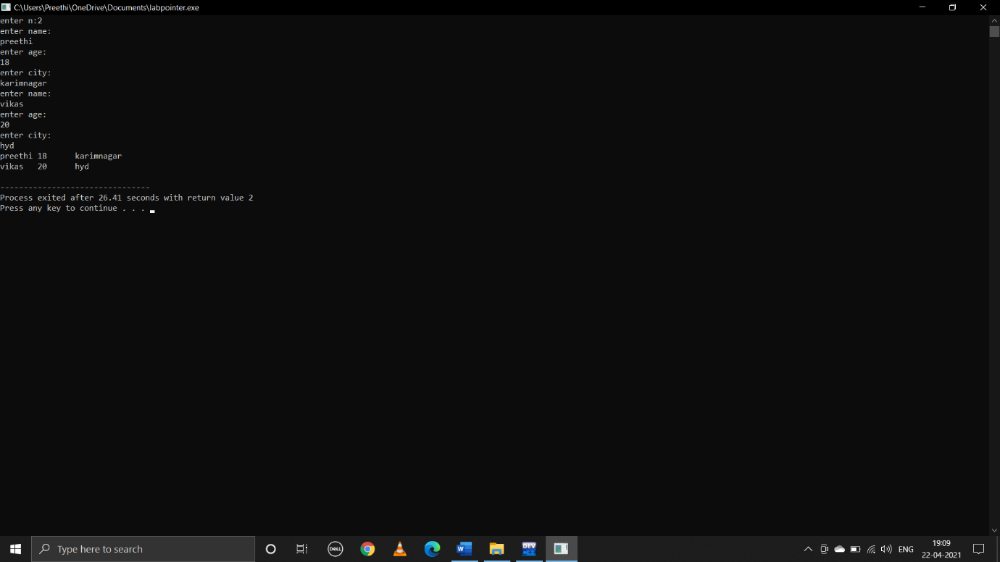 C:\Users\Preethi\OneDrive\Documents\labpointer.exe
enter n:2
enter name:
preethi
enter age:
18
enter city:
karimnagar
enter name:
vikas
enter age:
20
enter city:
hyd
preethi 18      karimnagar
vikas   20      hyd

--------------------------------
Process exited after 26.41 seconds with return value 2
Press any key to continue . . .
Type here to search
DELL
W
DEV
C++
ENG
19:09
22-04-2021